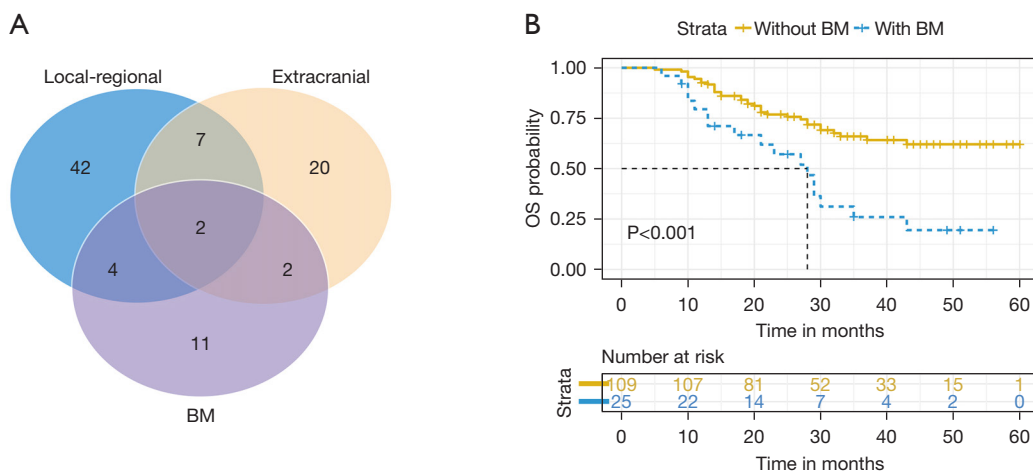 A
Local-regional
Extracranial
42
7
20
2
4
2
11
BM
B
Strata Without BM With BM
1.00
0.75
0.50
0.25
0.00
OS probability
P<0.001
0 10 20 30 40 50 60
Time in months
Number at risk
Strata
109 107 81 52 33 15 1
25 22 14 7 4 2 0
0 10 20 30 40 50 60
Time in months